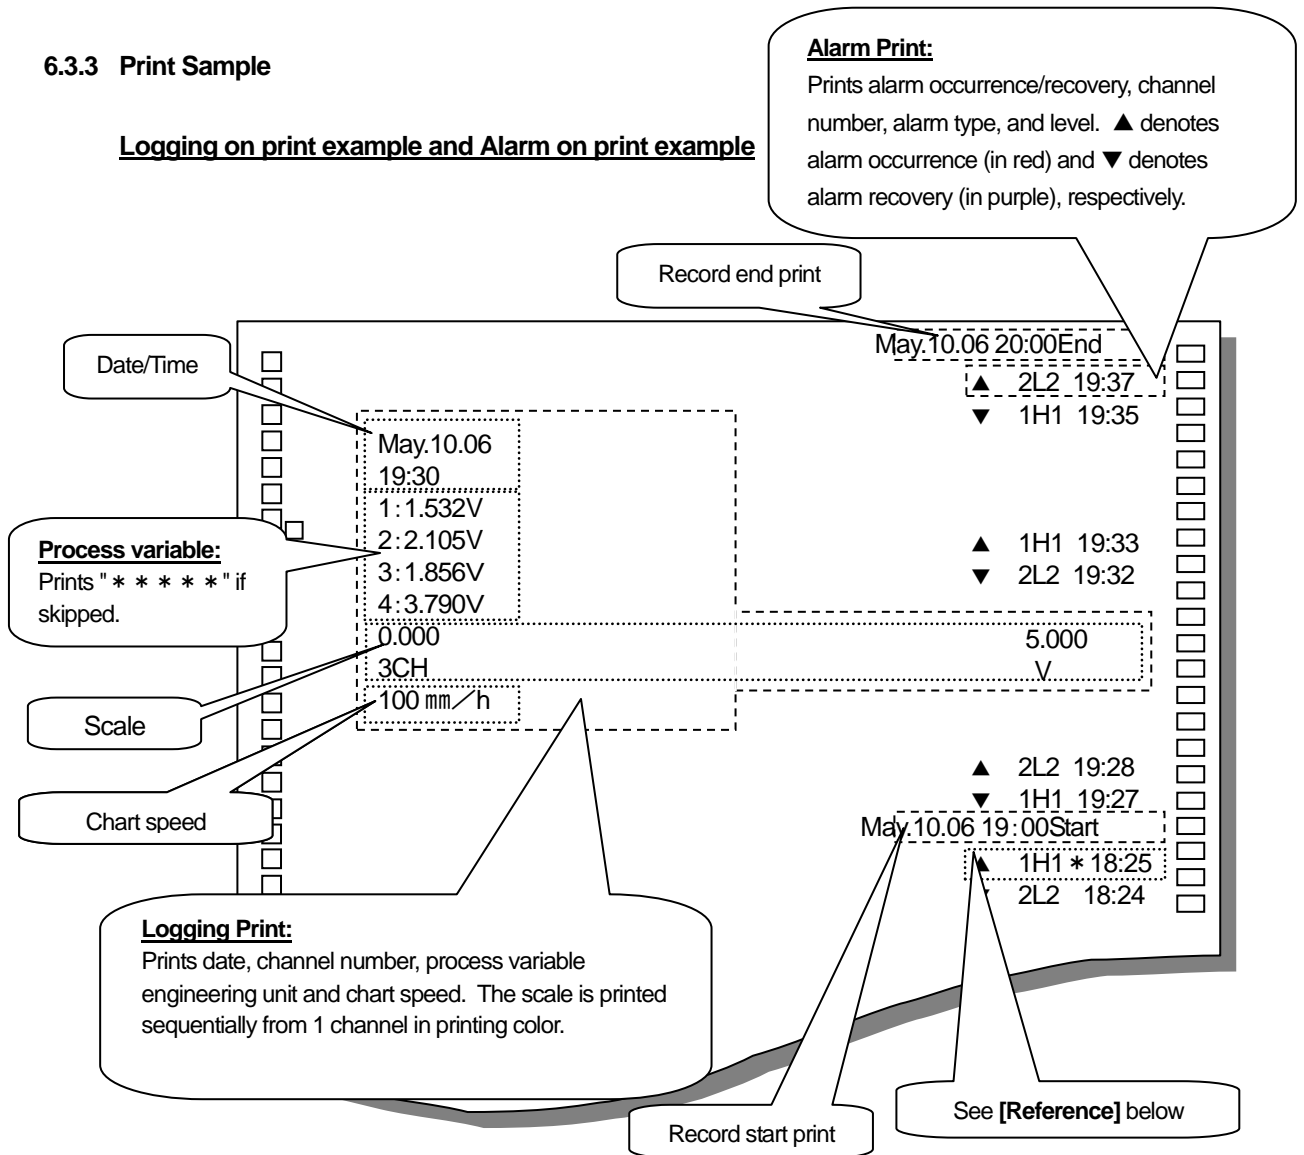 6.3.3 Print Sample
Logging on print example and Alarm on print example
Alarm Print:
Prints alarm occurrence/recovery, channel
number, alarm type, and level. ▲ denotes
alarm occurrence (in red) and ▼ denotes
alarm recovery (in purple), respectively.
Record end print
Date/Time
May.10.06 20:00End
▲ 2L2 19:37
▼ 1H1 19:35
May.10.06
19:30
1:1.532V
2:2.105V
3:1.856V
4:3.790V
Process variable:
Prints "*****" if
skipped.
▲ 1H1 19:33
▼ 2L2 19:32
0.000 5.000
3CH V
100 mm/h
Scale
Chart speed
▲ 2L2 19:28
▼ 1H1 19:27
May.10.06 19:00Start
▲ 1H1*18:25
2L2 18:24
Logging Print:
Prints date, channel number, process variable
engineering unit and chart speed. The scale is printed
sequentially from 1 channel in printing color.
Record start print
See [Reference] below